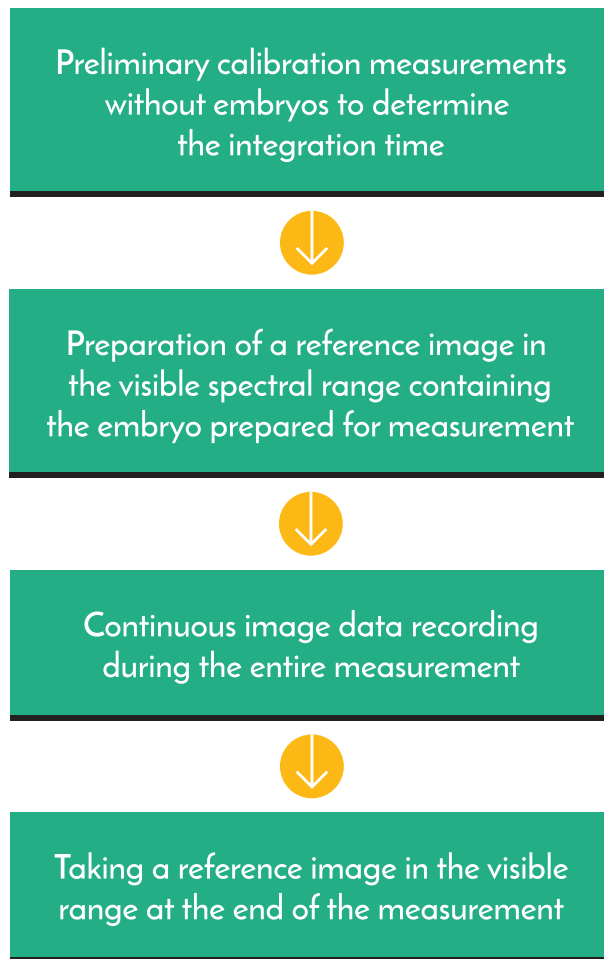 Preliminary calibration measurements
without embryos to determine
the integration time
Preparation of a reference image in
the visible spectral range containing
the embryo prepared for measurement
Continuous image data recording
during the entire measurement
Taking a reference image in the visible
range at the end of the measurement